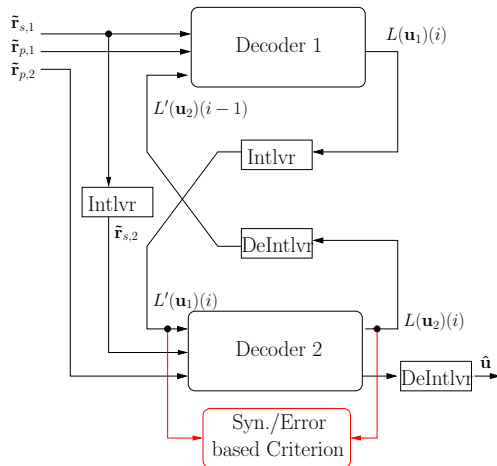 r̃s,1
r̃p,1
r̃p,2
Decoder 1
L(u1)(i)
L′(u2)(i−1)
Intlvr
Intlvr
r̃s,2
DeIntlvr
L′(u1)(i)
Decoder 2
L(u2)(i)
û
DeIntlvr
Syn./Error
based Criterion